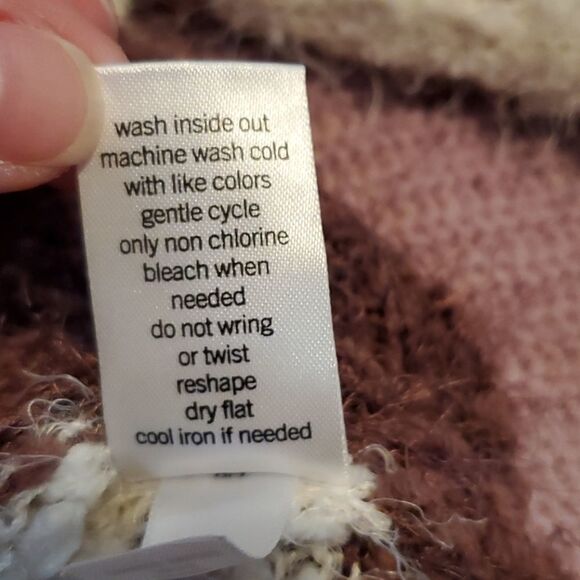 wash inside out
machine wash cold
with like colors
gentle cycle
only non chlorine
bleach when
needed
do not wring
or twist
reshape
dry flat
cool iron if needed